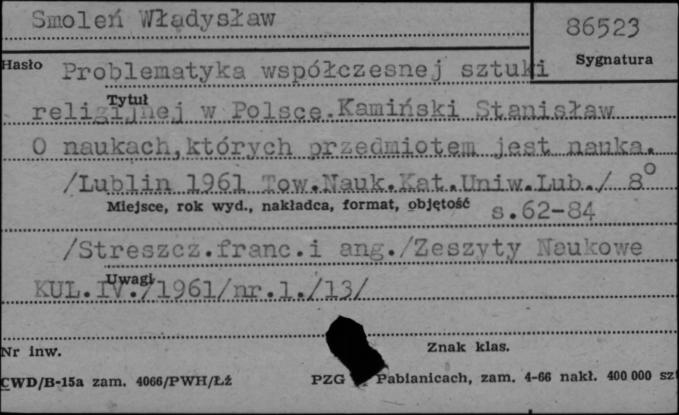 Smoleń Władysław
86523
Sygnatura
Hasło
Problematyka współczesnej sztuki
Tytuł
religijnej w Polsce.Kamiński Stanisław
O naukach,których przedmiotem jest nauka.
/Lublin 1961 Tow.Nauk.Kat.Uniw.Lub./ 8°
Miejsce, rok wyd., nakładca, format, objętość
s.62-84
/Streszcz.franc.i ang./Zeszyty Naukowe
Uwagi
KUL.IV./1961/nr.1./13/
Nr inw.
Znak klas.
CWD/B-15a zam. 4066/PWH/Łź
PZG Pabianicach, zam. 4-66 nakł. 400 000 szt